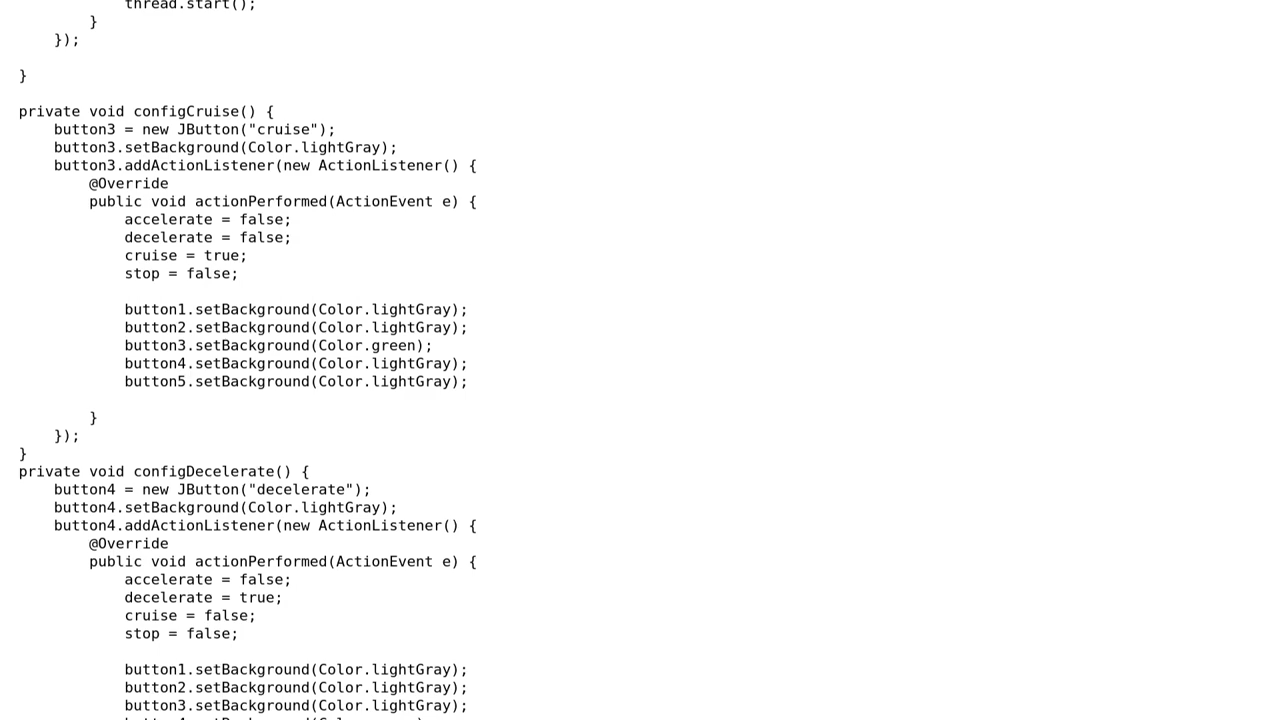 thread.start();
        }
    });

}

private void configCruise() {
    button3 = new JButton("cruise");
    button3.setBackground(Color.lightGray);
    button3.addActionListener(new ActionListener() {
        @Override
        public void actionPerformed(ActionEvent e) {
            accelerate = false;
            decelerate = false;
            cruise = true;
            stop = false;

            button1.setBackground(Color.lightGray);
            button2.setBackground(Color.lightGray);
            button3.setBackground(Color.green);
            button4.setBackground(Color.lightGray);
            button5.setBackground(Color.lightGray);

        }
    });
}
private void configDecelerate() {
    button4 = new JButton("decelerate");
    button4.setBackground(Color.lightGray);
    button4.addActionListener(new ActionListener() {
        @Override
        public void actionPerformed(ActionEvent e) {
            accelerate = false;
            decelerate = true;
            cruise = false;
            stop = false;

            button1.setBackground(Color.lightGray);
            button2.setBackground(Color.lightGray);
            button3.setBackground(Color.lightGray);